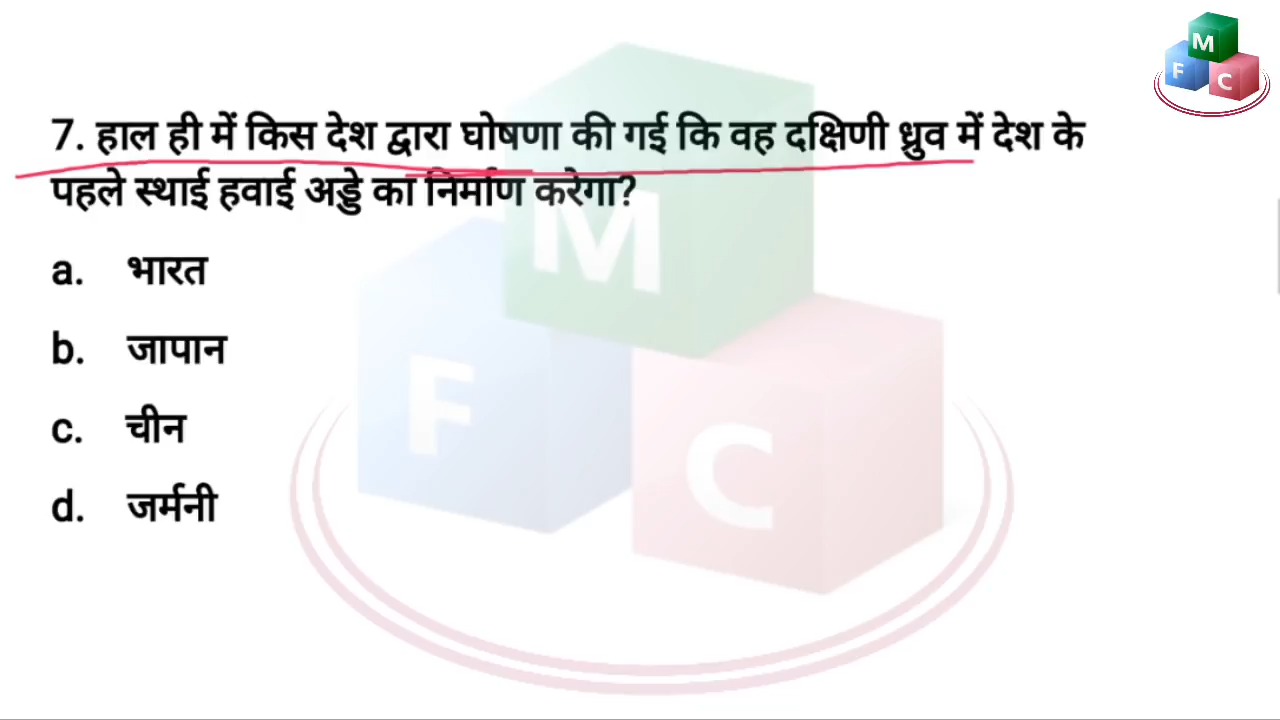 7. हाल ही में किस देश द्वारा घोषणा की गई कि वह दक्षिणी ध्रुव में देश के
पहले स्थाई हवाई अड्डे का निर्माण करेगा?
a. भारत
b. जापान
c. चीन
d. जर्मनी
M
F
C
M
F
C